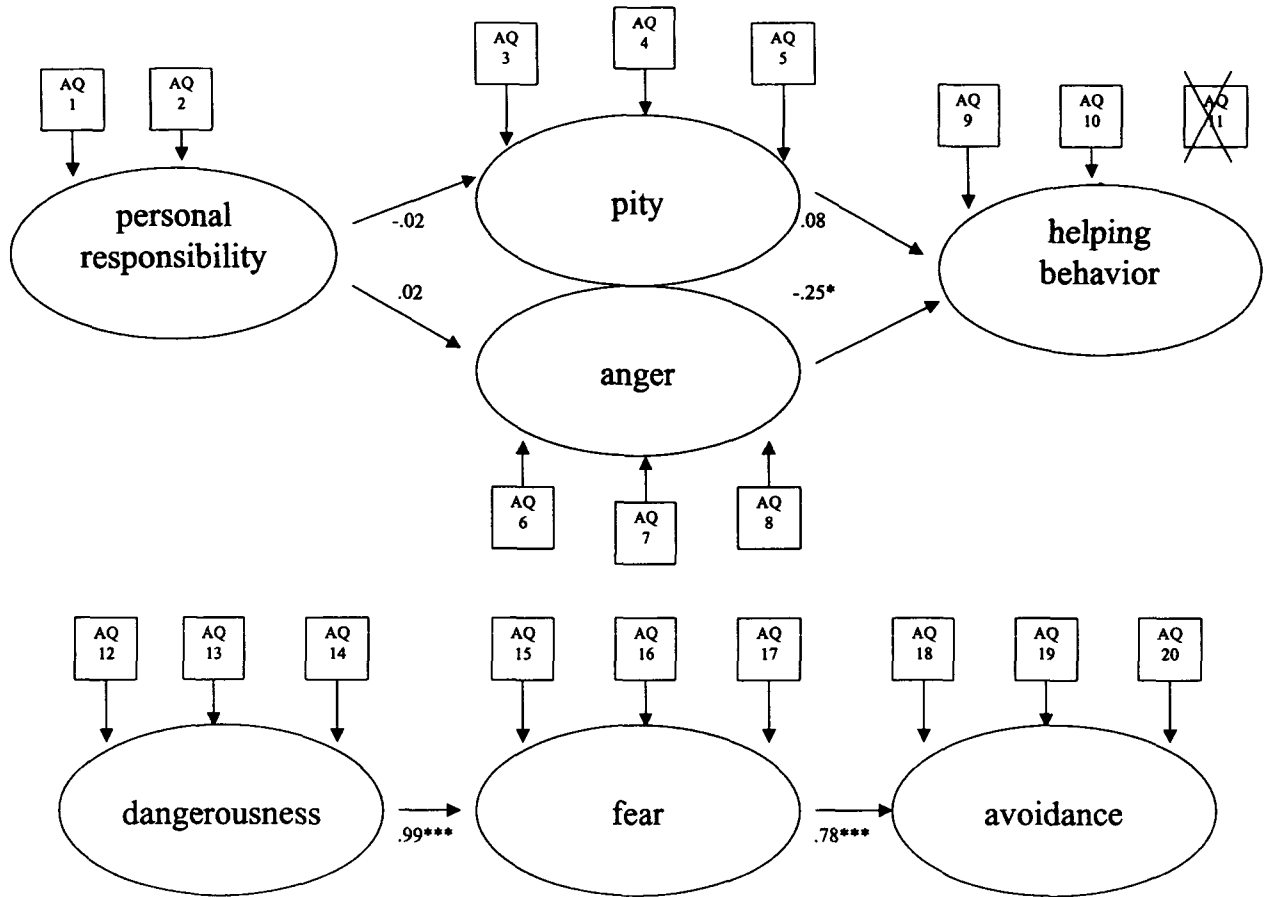 AQ
3
AQ
4
AQ
5
AQ
1
AQ
2
AQ
9
AQ
10
AQ
11
personal
responsibility
pity
helping
behavior
-.02
.08
.02
-.25*
anger
AQ
6
AQ
7
AQ
8
AQ
12
AQ
13
AQ
14
AQ
15
AQ
16
AQ
17
AQ
18
AQ
19
AQ
20
dangerousness
.99***
fear
.78***
avoidance